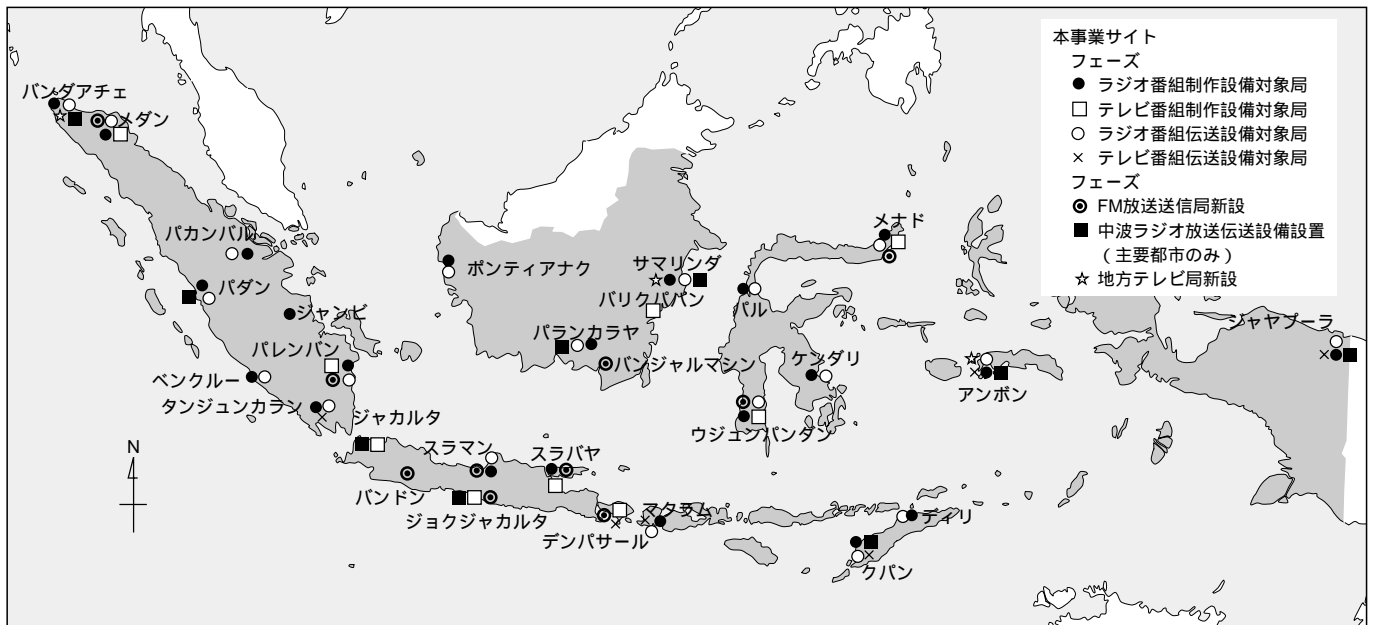 本事業サイト
フェーズ
● ラジオ番組制作設備対象局
□ テレビ番組制作設備対象局
○ ラジオ番組伝送設備対象局
× テレビ番組伝送設備対象局
フェーズ
◉ FM放送送信局新設
■ 中波ラジオ放送伝送設備設置
（主要都市のみ）
☆ 地方テレビ局新設
バンダアチェ
メダン
パカンバル
パダン
ジャンビ
パレンバン
ベンクルー
タンジュンカラン
ジャカルタ
スラマン
スラバヤ
バンドン
ジョクジャカルタ
デンパサール
マタラム
ポンティアナク
サマリンダ
バリクパパン
パランカラヤ
バンジャルマシン
メナド
パル
ケンダリ
ウジュンパンダン
アンボン
ジャヤプーラ
ディリ
クパン
N